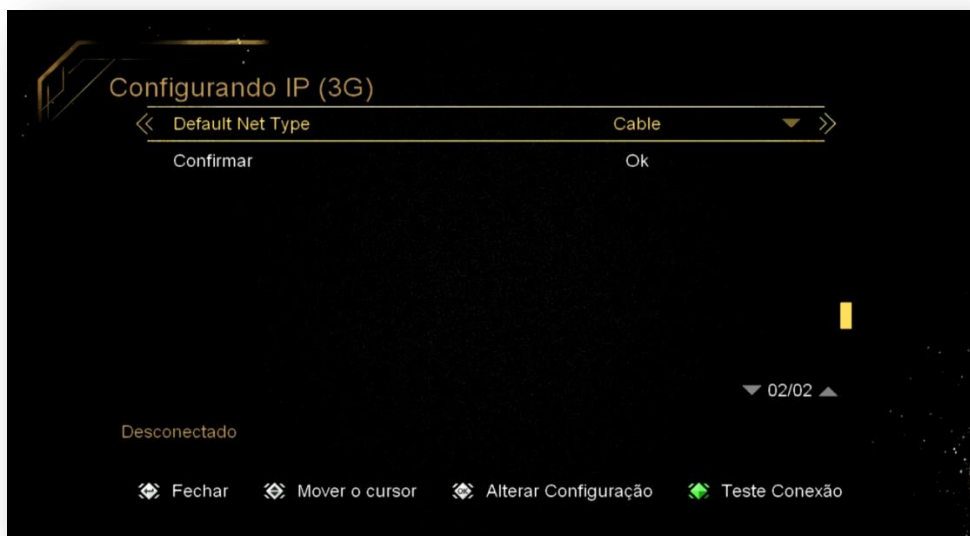 Configurando IP (3G)
Default Net Type Cable
Confirmar Ok
02/02
Desconectado
Fechar Mover o cursor Alterar Configuração Teste Conexão